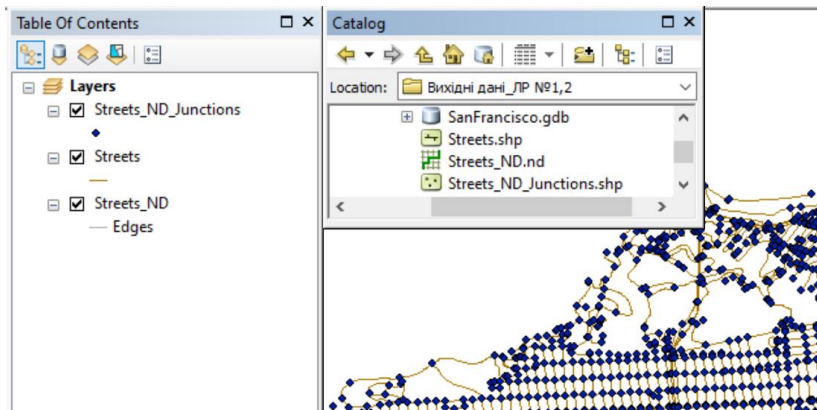 Table Of Contents
Layers
Streets_ND_Junctions
Streets
Streets_ND
Edges
Catalog
Location: Вихідні дані_ЛР №1,2
SanFrancisco.gdb
Streets.shp
Streets_ND.nd
Streets_ND_Junctions.shp